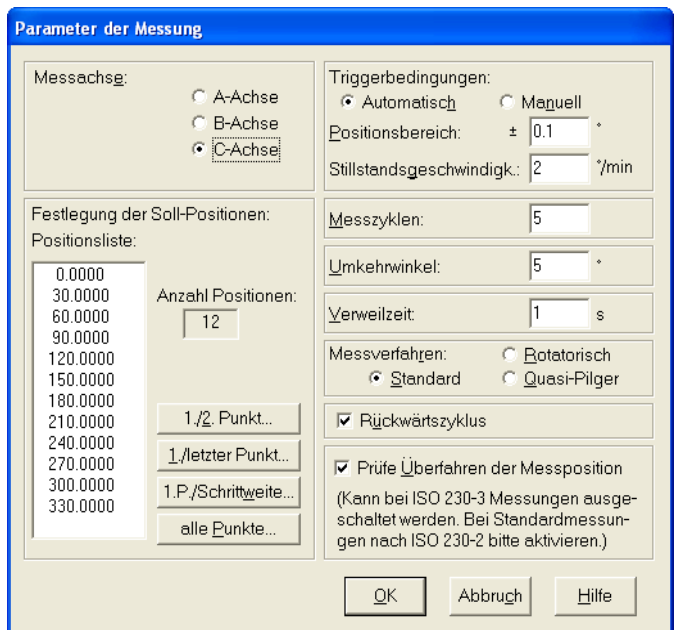 Parameter der Messung
Messachse:
A-Achse
B-Achse
C-Achse
Festlegung der Soll-Positionen:
Positionsliste:
0.0000
30.0000
60.0000
90.0000
120.0000
150.0000
180.0000
210.0000
240.0000
270.0000
300.0000
330.0000
Anzahl Positionen:
12
1./2. Punkt...
1./letzter Punkt...
1.P./Schrittweite...
alle Punkte...
Triggerbedingungen:
Automatisch Manuell
Positionsbereich: ± 0.1 °
Stillstandsgeschwindigk.: 2 °/min
Messzyklen: 5
Umkehrwinkel: 5 °
Verweilzeit: 1 s
Messverfahren: Rotatorisch
Standard Quasi-Pilger
Rückwärtszyklus
Prüfe Überfahren der Messposition
(Kann bei ISO 230-3 Messungen ausge-
schaltet werden. Bei Standardmessun-
gen nach ISO 230-2 bitte aktivieren.)
OK Abbruch Hilfe